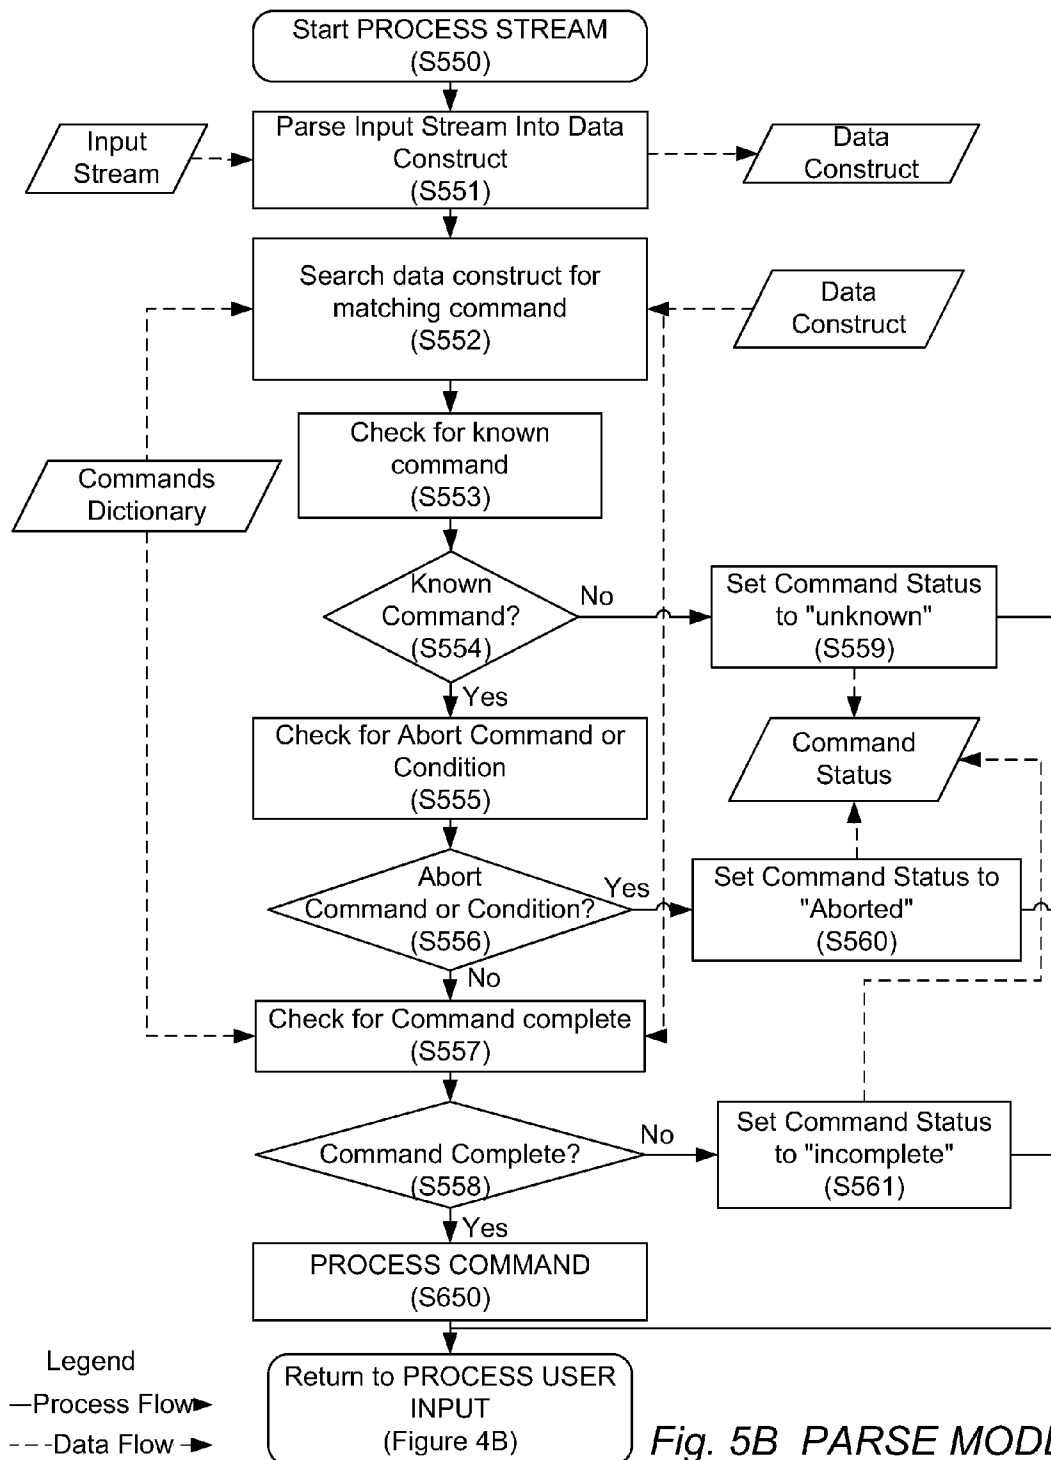 Start PROCESS STREAM
(S550)
Parse Input Stream Into Data
Construct
(S551)
Input
Stream
Data
Construct
Search data construct for
matching command
(S552)
Data
Construct
Check for known
command
(S553)
Commands
Dictionary
Known
Command?
(S554)
No
Set Command Status
to "unknown"
(S559)
Yes
Check for Abort Command or
Condition
(S555)
Command
Status
Abort
Command or Condition?
(S556)
Yes
Set Command Status to
"Aborted"
(S560)
No
Check for Command complete
(S557)
Command Complete?
(S558)
No
Set Command Status
to "incomplete"
(S561)
Yes
PROCESS COMMAND
(S650)
Legend
Process Flow
Data Flow
Return to PROCESS USER
INPUT
(Figure 4B)
Fig. 5B PARSE MODE